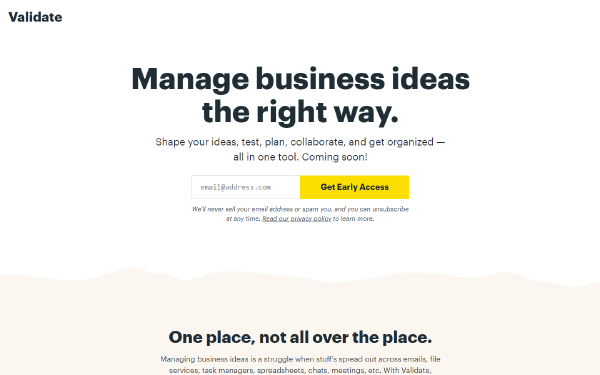 Validate
Manage business ideas
the right way.
Shape your ideas, test, plan, collaborate, and get organized —
all in one tool. Coming soon!
email@address.com
Get Early Access
We'll never sell your email address or spam you, and you can unsubscribe
at any time. Read our privacy policy to learn more.
One place, not all over the place.
Managing business ideas is a struggle when stuff's spread out across emails, file
services, task managers, spreadsheets, chats, meetings, etc. With Validate,